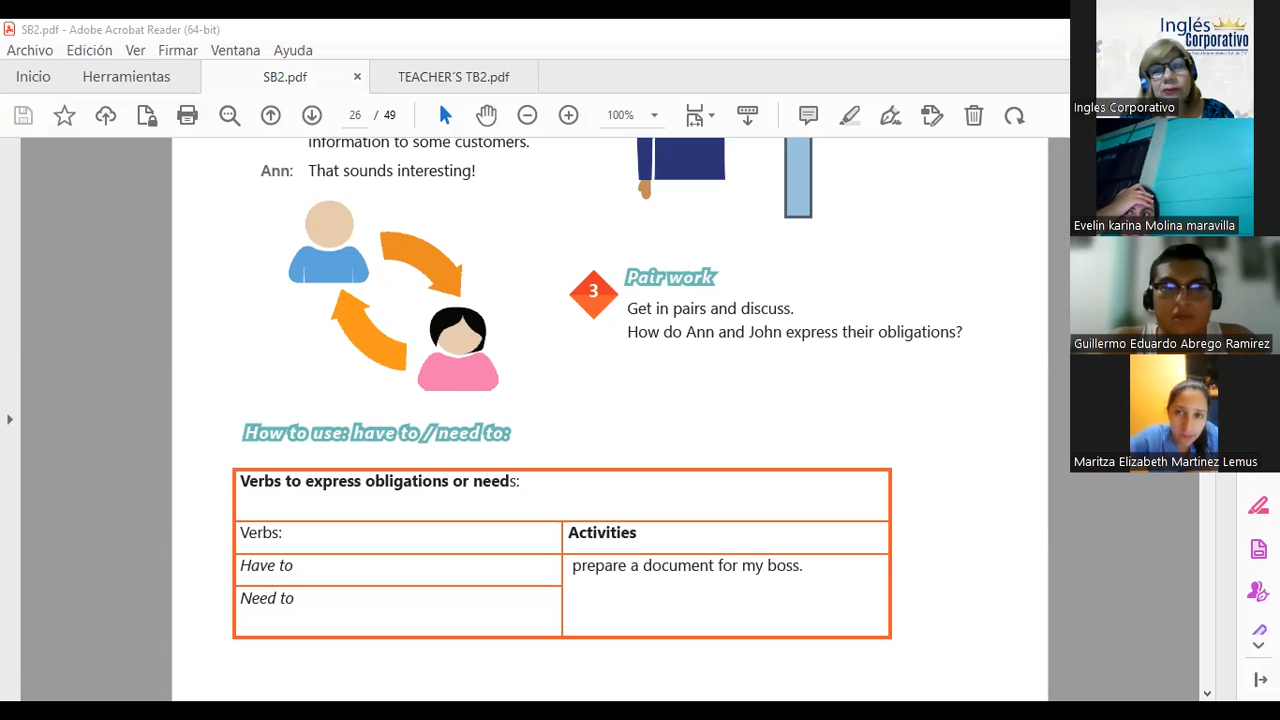 SB2.pdf - Adobe Acrobat Reader (64-bit)
Archivo Edición Ver Firmar Ventana Ayuda
Inicio Herramientas SB2.pdf × TEACHER´S TB2.pdf
26 / 49 100%
information to some customers.
Ann: That sounds interesting!
3 Pair work
Get in pairs and discuss.
How do Ann and John express their obligations?
How to use: have to / need to:
Verbs to express obligations or needs:
Verbs: Activities
Have to prepare a document for my boss.
Need to
Inglés
Corporativo
Ingles Corporativo
Evelin karina Molina maravilla
Guillermo Eduardo Abrego Ramirez
Maritza Elizabeth Martinez Lemus